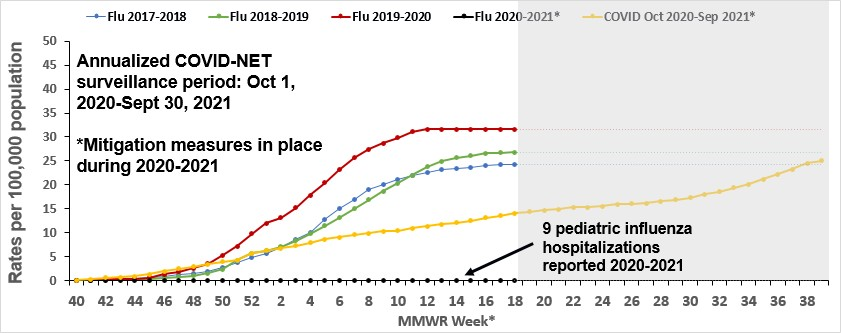 Flu 2017-2018 Flu 2018-2019 Flu 2019-2020 Flu 2020-2021* COVID Oct 2020-Sep 2021*
Rates per 100,000 population
50
45
40
35
30
25
20
15
10
5
0
Annualized COVID-NET
surveillance period: Oct 1,
2020-Sept 30, 2021
*Mitigation measures in place
during 2020-2021
9 pediatric influenza
hospitalizations
reported 2020-2021
40 42 44 46 48 50 52 2 4 6 8 10 12 14 16 18 20 22 24 26 28 30 32 34 36 38
MMWR Week*